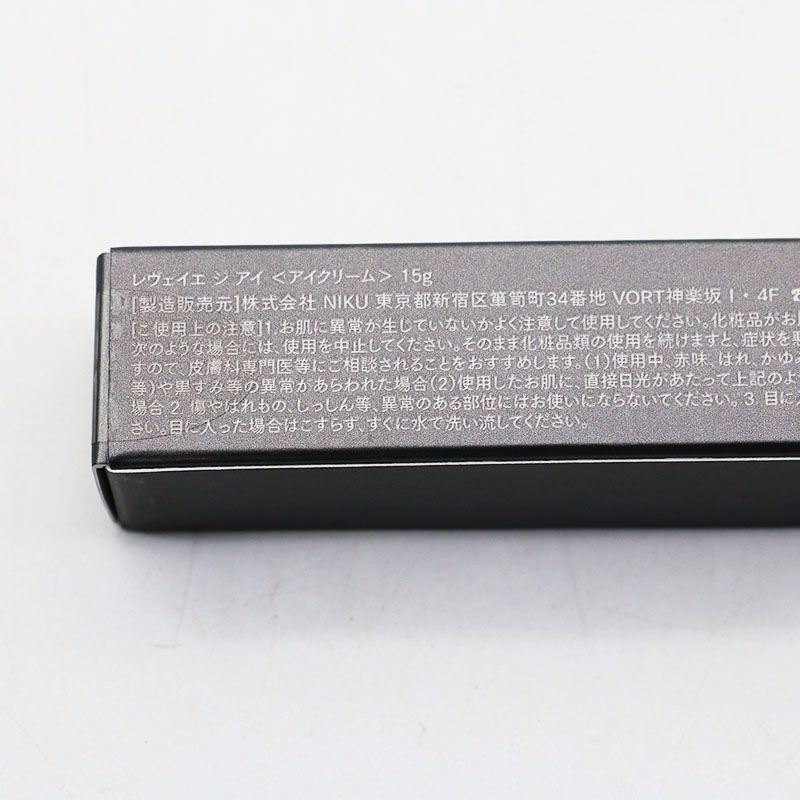 レヴェイエ ジ アイ <アイクリーム> 15g
[製造販売元]株式会社 NIKU 東京都新宿区箪笥町34番地 VORT神楽坂Ⅰ・4F ☎
[ご使用上の注意]1.お肌に異常が生じていないかよく注意して使用してください。化粧品がお
次のような場合には、使用を中止してください。そのまま化粧品類の使用を続けますと、症状を悪
すので、皮膚科専門医等にご相談されることをおすすめします。(1)使用中、赤味、はれ、かゆ
等)や黒ずみ等の異常があらわれた場合(2)使用したお肌に、直接日光があたって上記のよ
場合 2. 傷やはれもの、しっしん等、異常のある部位にはお使いにならないでください。3. 目に
さい。目に入った場合はこすらず、すぐに水で洗い流してください。